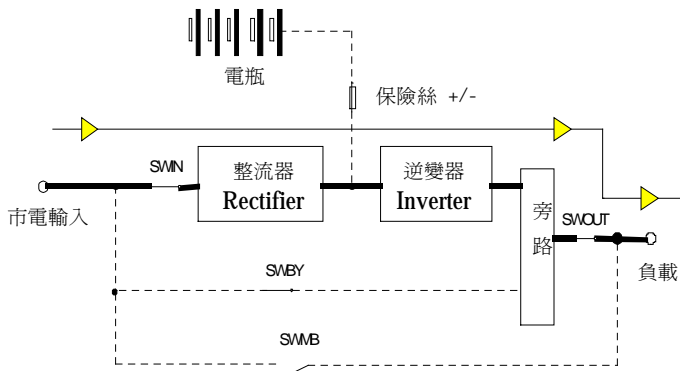 電瓶
保險絲 +/-
SWIN
整流器
Rectifier
逆變器
Inverter
市電輸入
旁路
SWOUT
負載
SWBY
SWMB